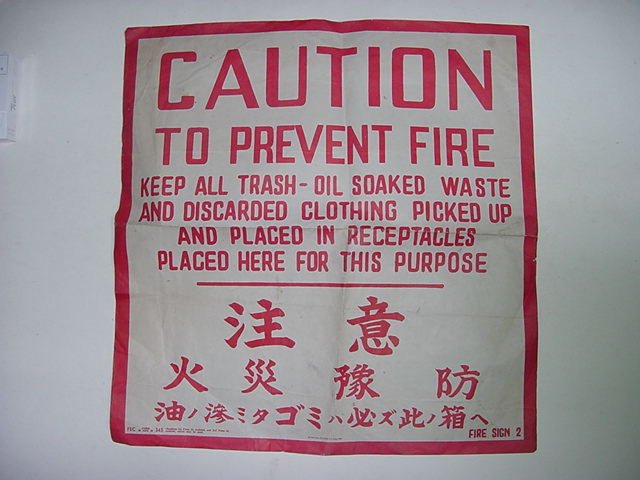 CAUTION
TO PREVENT FIRE
KEEP ALL TRASH-OIL SOAKED WASTE
AND DISCARDED CLOTHING PICKED UP
AND PLACED IN RECEPTACLES
PLACED HERE FOR THIS PURPOSE
注意
火災豫防
油ノ滲ミタゴミハ必ズ此ノ箱ヘ
FEC
343
FIRE SIGN 2